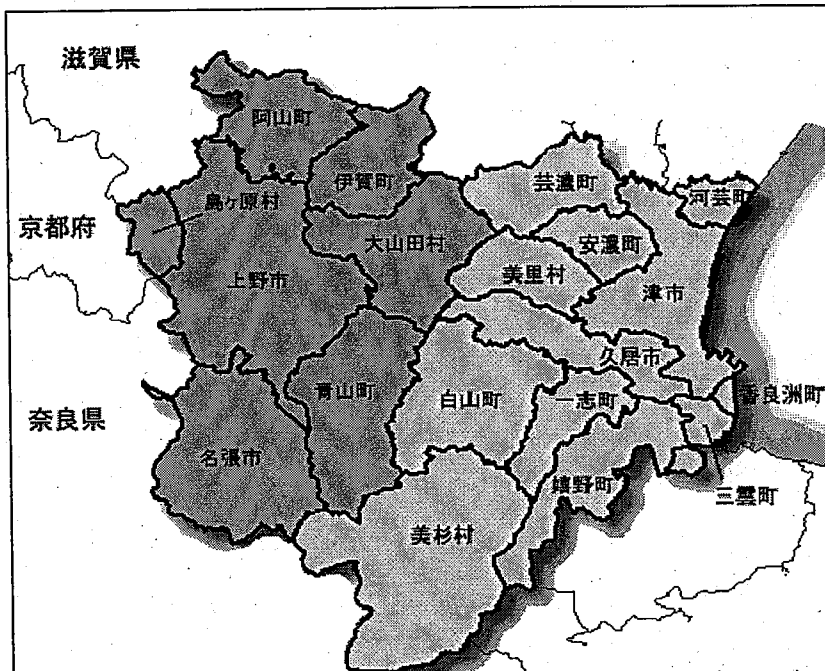 滋賀県
阿山町
伊賀町
芸濃町
河芸町
島ヶ原村
京都府
大山田村
安濃町
美里村
上野市
津市
久居市
青山町
白山町
一志町
香良洲町
奈良県
名張市
嬉野町
三雲町
美杉村